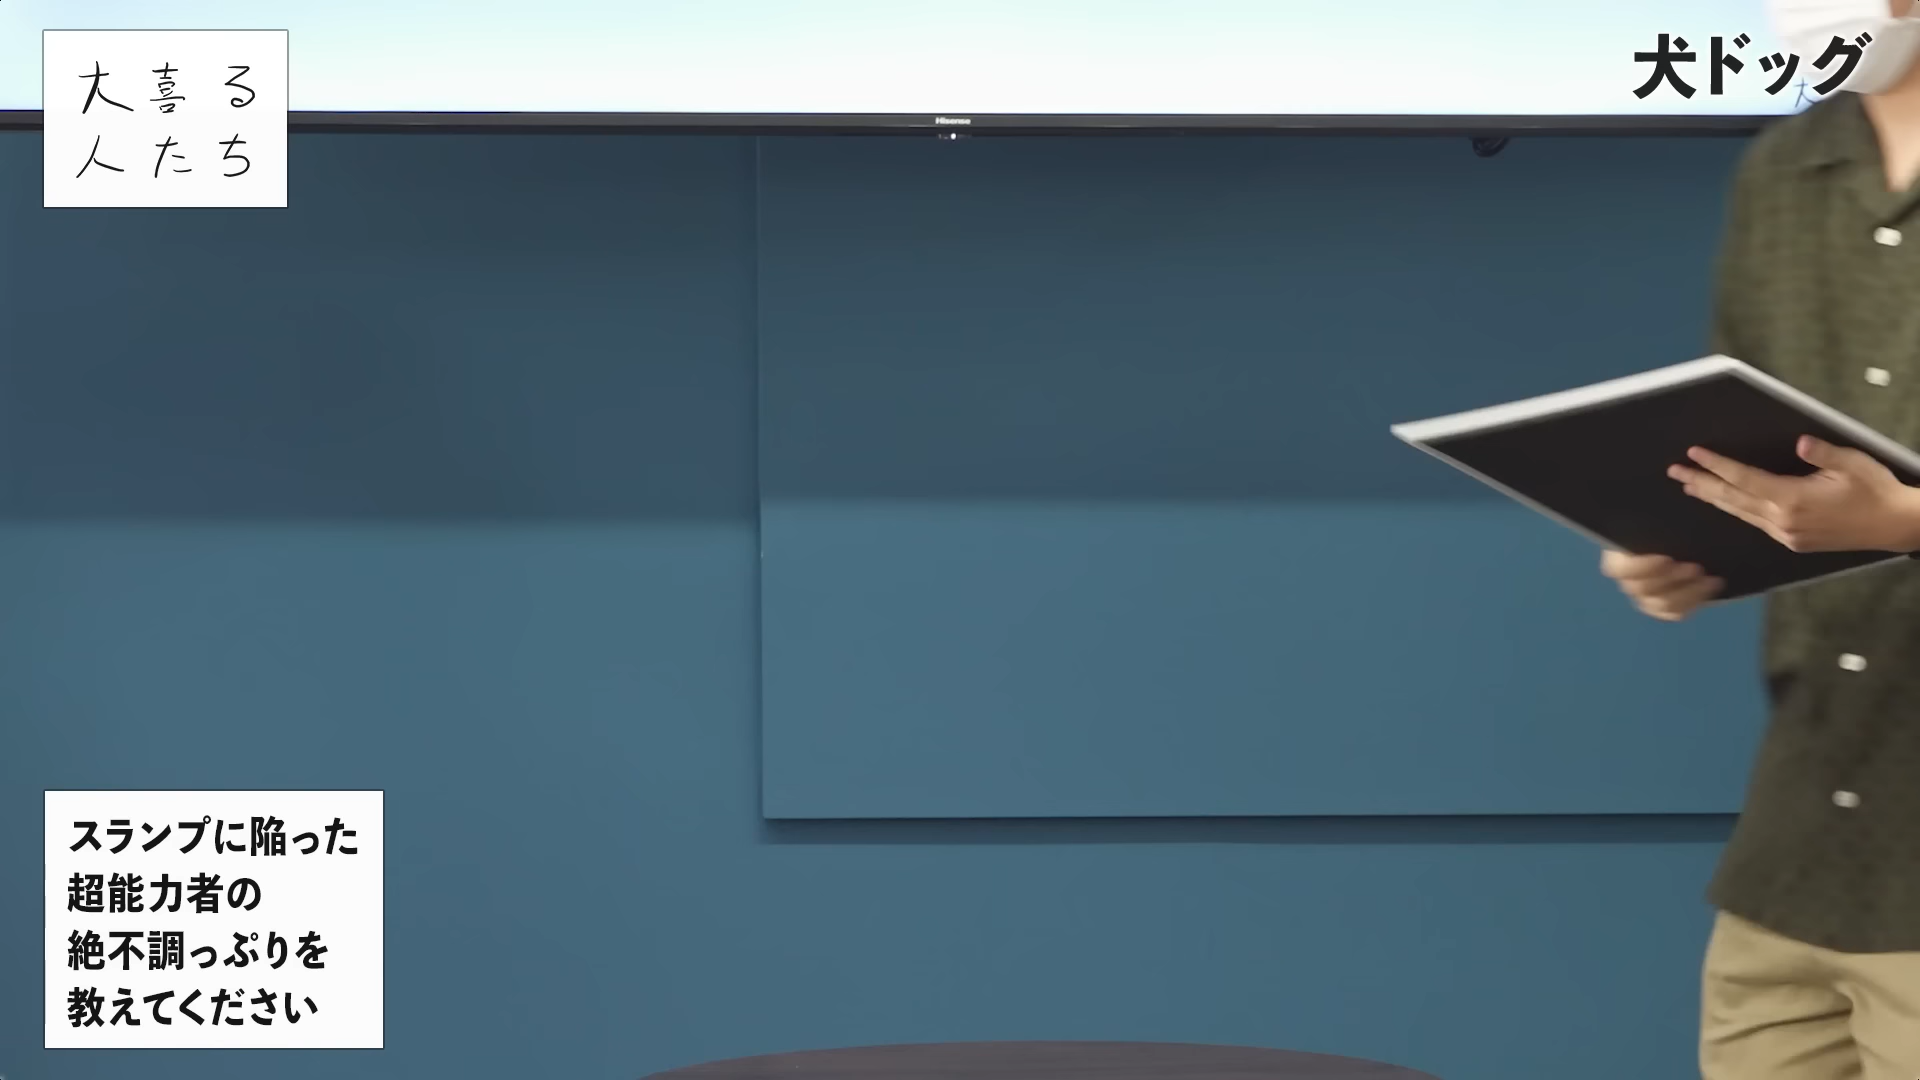 大喜る
人たち
犬ドッグ
Hisense
スランプに陥った
超能力者の
絶不調っぷりを
教えてください